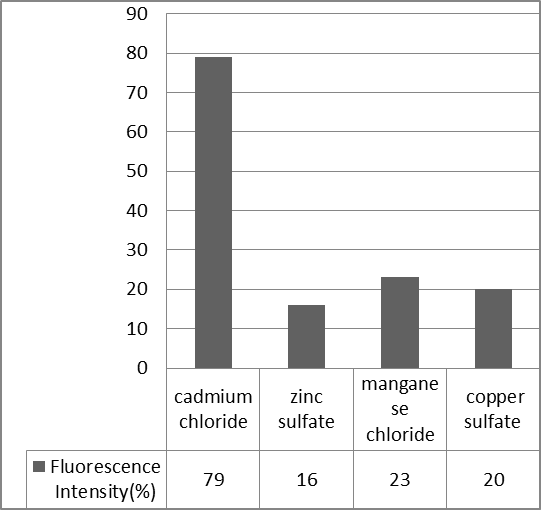 90
80
70
60
50
40
30
20
10
0
cadmium
chloride
zinc
sulfate
mangane
se
chloride
copper
sulfate
Fluorescence
Intensity(%)
79 16 23 20